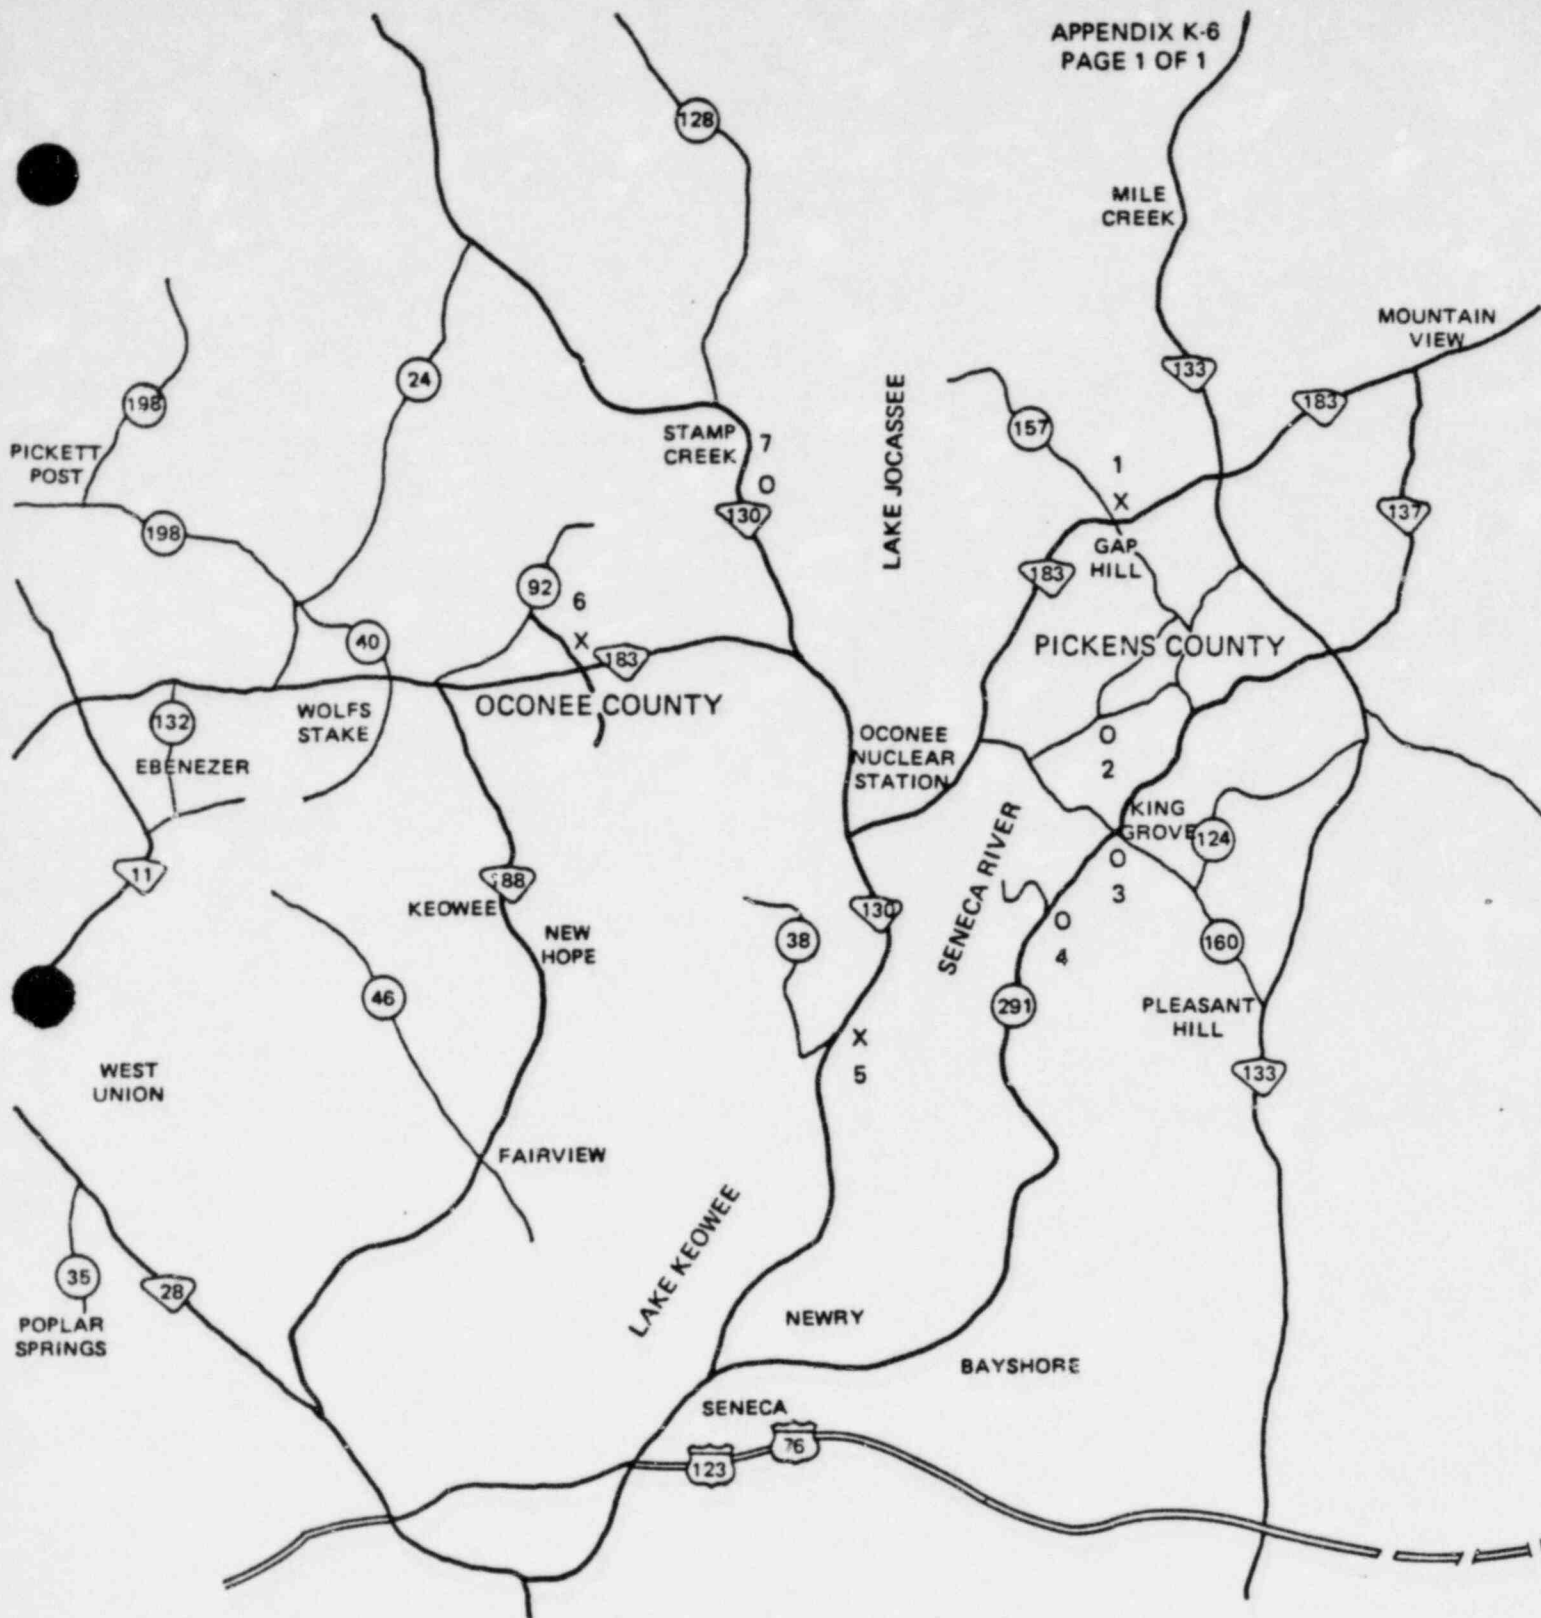 APPENDIX K-6
PAGE 1 OF 1
128
MILE
CREEK
MOUNTAIN
VIEW
133
24
183
198
157
PICKETT
POST
STAMP
CREEK
7
O
LAKE JOCASSEE
1
X
130
137
198
GAP
HILL
183
92
6
X
40
183
PICKENS COUNTY
OCONEE COUNTY
WOLFS
STAKE
132
EBENEZER
OCONEE
NUCLEAR
STATION
O
2
KING
GROVE
124
SENECA RIVER
O
3
11
88
KEOWEE
NEW
HOPE
130
38
O
4
160
46
291
PLEASANT
HILL
X
5
133
WEST
UNION
FAIRVIEW
LAKE KEOWEE
35
28
POPLAR
SPRINGS
NEWRY
BAYSHORE
SENECA
123
76